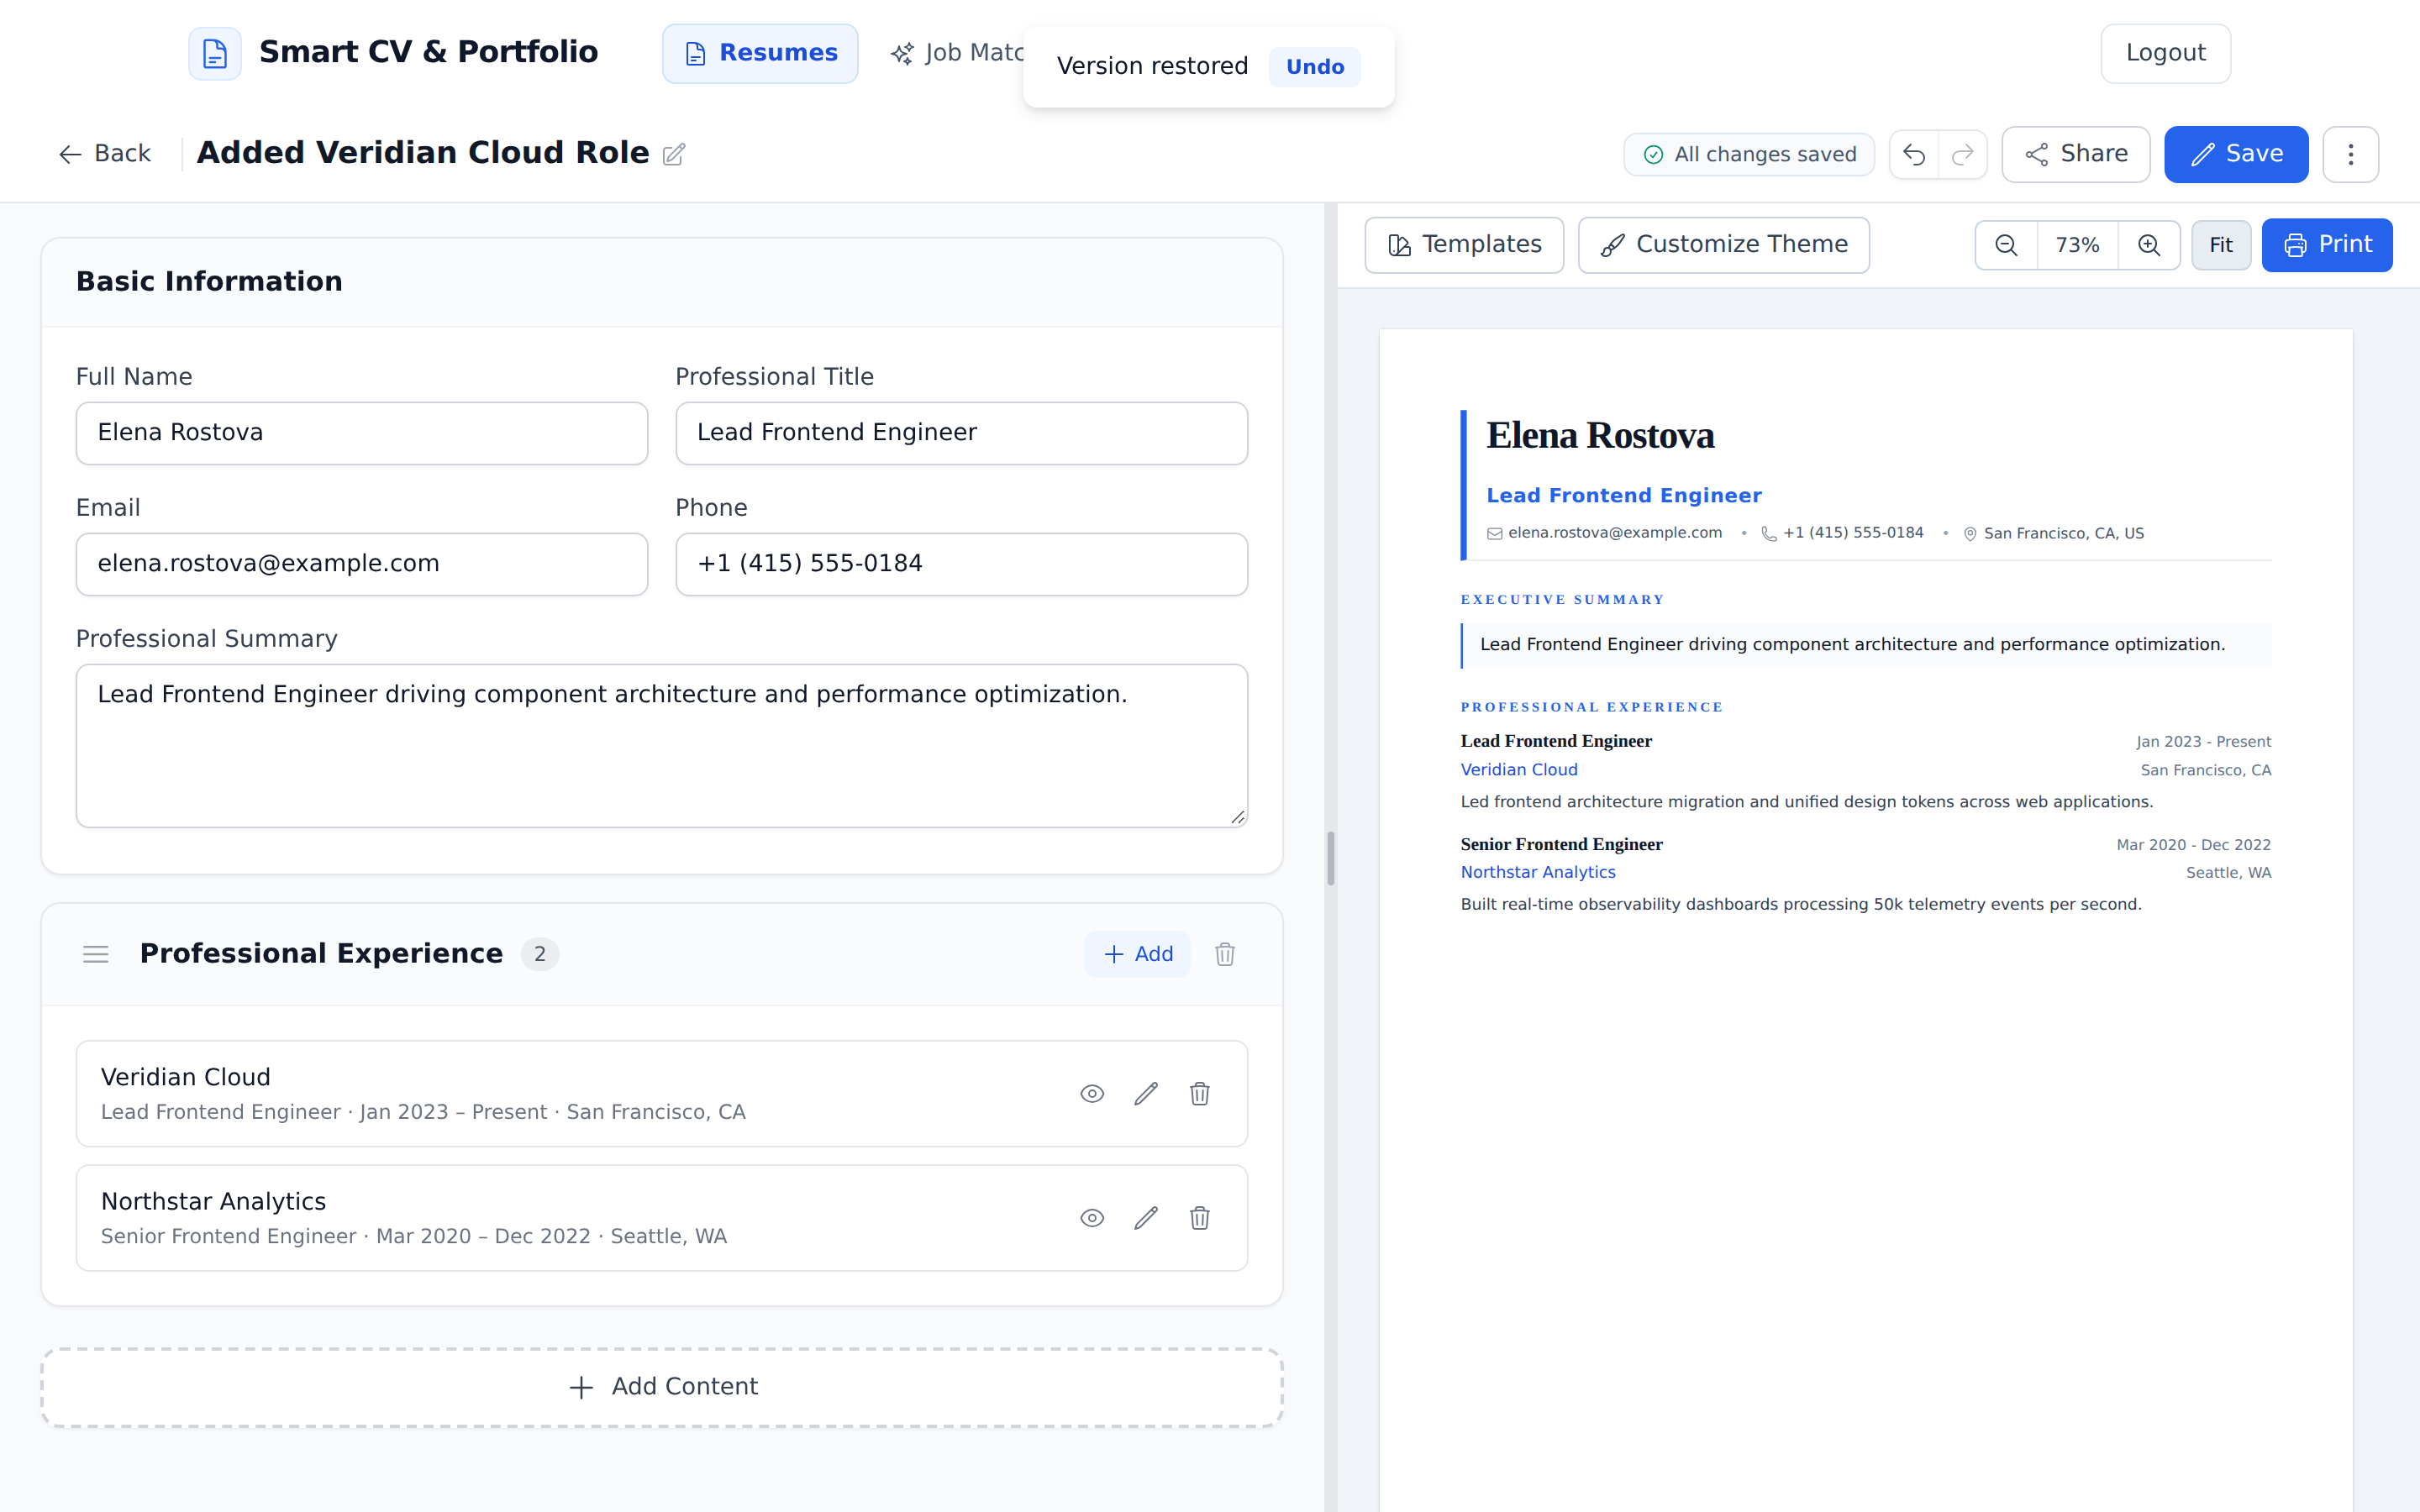 Smart CV & Portfolio
Resumes
Job Matc
Version restored
Undo
Logout
Back
Added Veridian Cloud Role
All changes saved
Share
Save
Basic Information
Full Name
Professional Title
Elena Rostova
Lead Frontend Engineer
Email
Phone
elena.rostova@example.com
+1 (415) 555-0184
Professional Summary
Lead Frontend Engineer driving component architecture and performance optimization.
Professional Experience
2
Add
Veridian Cloud
Lead Frontend Engineer · Jan 2023 – Present · San Francisco, CA
Northstar Analytics
Senior Frontend Engineer · Mar 2020 – Dec 2022 · Seattle, WA
Add Content
Templates
Customize Theme
73%
Fit
Print
Elena Rostova
Lead Frontend Engineer
elena.rostova@example.com • +1 (415) 555-0184 • San Francisco, CA, US
EXECUTIVE SUMMARY
Lead Frontend Engineer driving component architecture and performance optimization.
PROFESSIONAL EXPERIENCE
Lead Frontend Engineer
Jan 2023 - Present
Veridian Cloud
San Francisco, CA
Led frontend architecture migration and unified design tokens across web applications.
Senior Frontend Engineer
Mar 2020 - Dec 2022
Northstar Analytics
Seattle, WA
Built real-time observability dashboards processing 50k telemetry events per second.